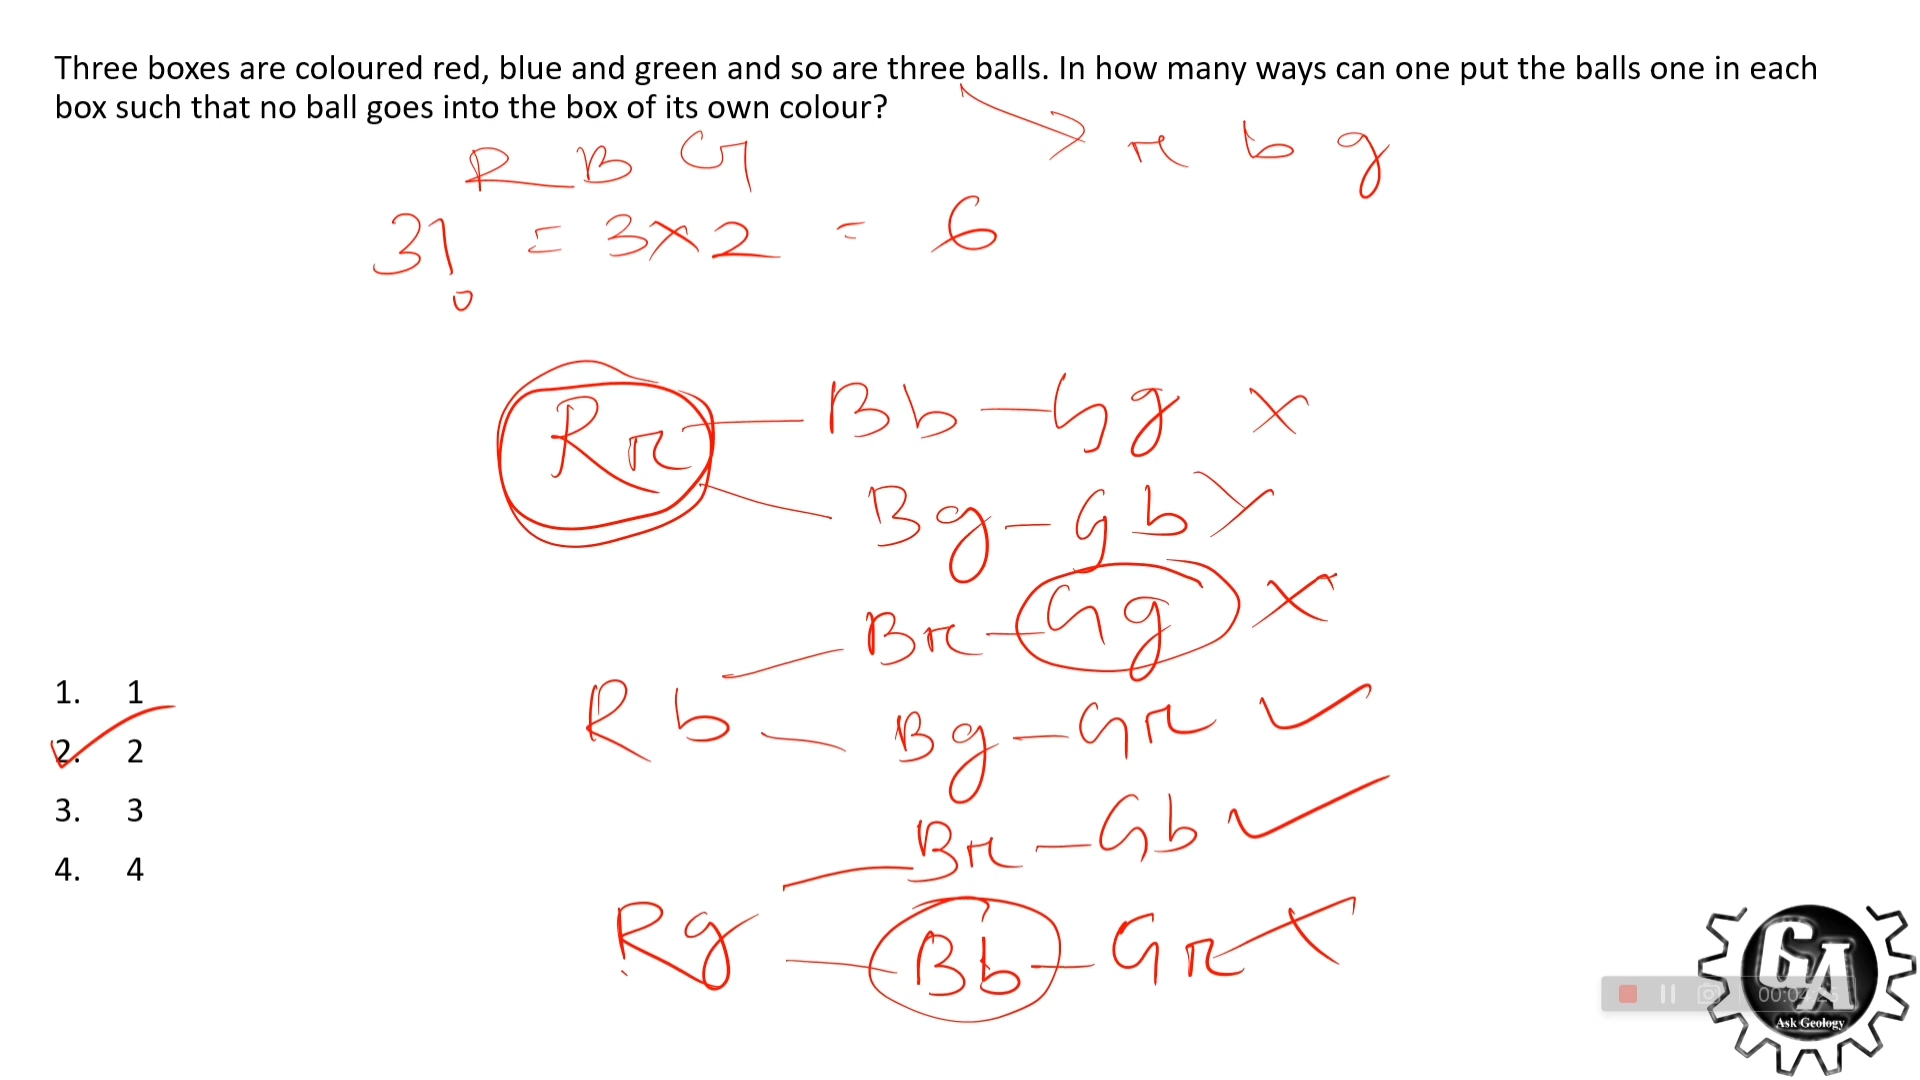 Three boxes are coloured red, blue and green and so are three balls. In how many ways can one put the balls one in each
box such that no ball goes into the box of its own colour?
R B G
r b g
3! = 3x2 = 6
Rr Bb - Gg x
Bg - Gb x
Br - Gg x
Rb Bg - Gr ✓
Br - Gb ✓
Rg Bb - Gr x
1. 1
2. 2
3. 3
4. 4
GA
Ask Geology